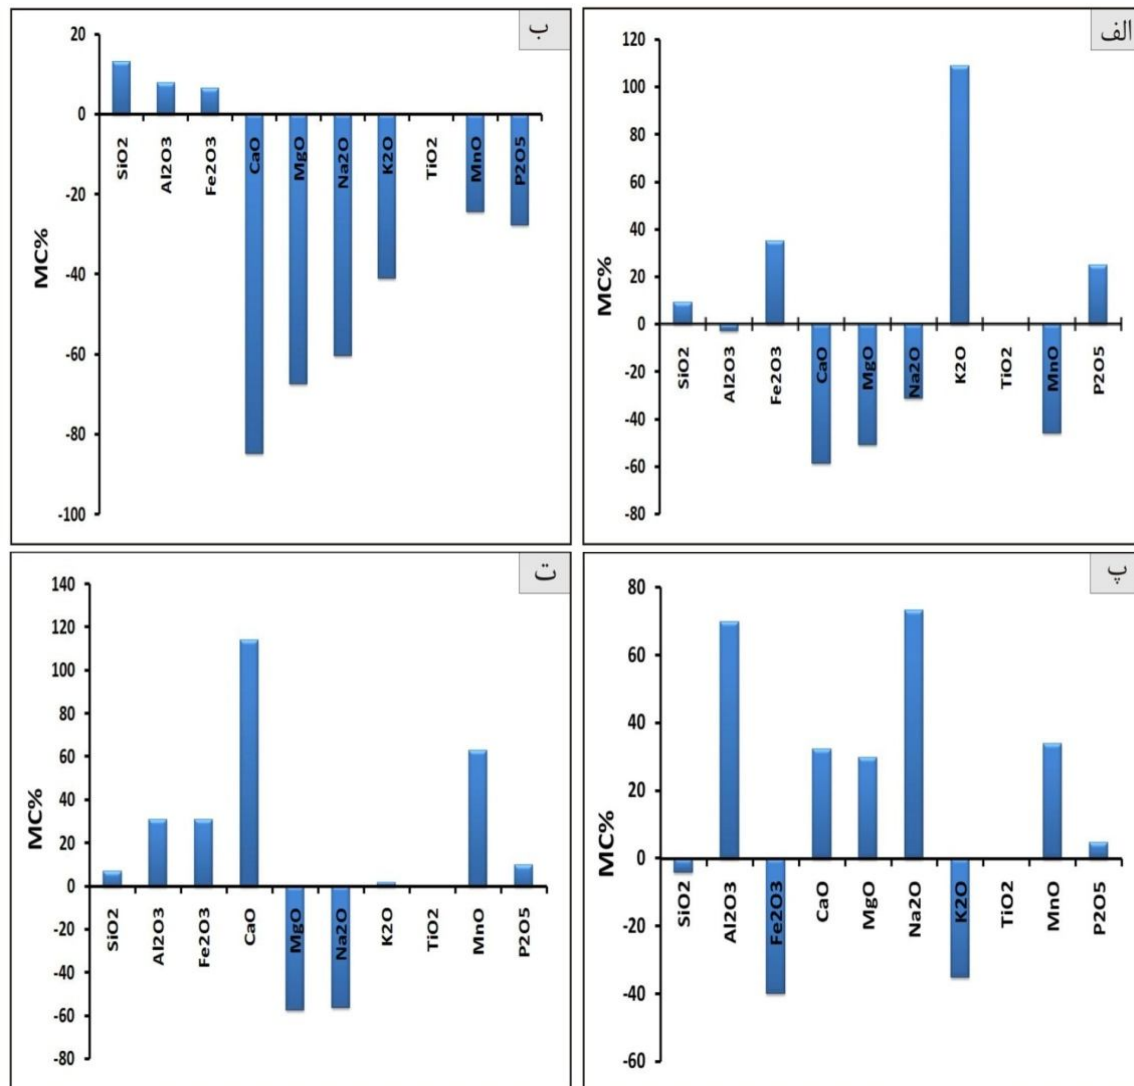 الف
MC%
120
100
80
60
40
20
0
-20
-40
-60
-80
SiO2
Al2O3
Fe2O3
CaO
MgO
Na2O
K2O
TiO2
MnO
P2O5
ب
MC%
20
0
-20
-40
-60
-80
-100
SiO2
Al2O3
Fe2O3
CaO
MgO
Na2O
K2O
TiO2
MnO
P2O5
پ
MC%
80
60
40
20
0
-20
-40
-60
SiO2
Al2O3
Fe2O3
CaO
MgO
Na2O
K2O
TiO2
MnO
P2O5
ت
MC%
140
120
100
80
60
40
20
0
-20
-40
-60
-80
SiO2
Al2O3
Fe2O3
CaO
MgO
Na2O
K2O
TiO2
MnO
P2O5